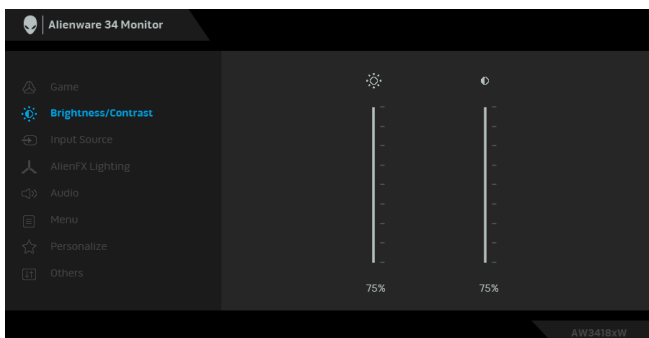 Alienware 34 Monitor
Game
Brightness/Contrast
Input Source
AlienFX Lighting
Audio
Menu
Personalize
Others
75% 75%
AW3418xW